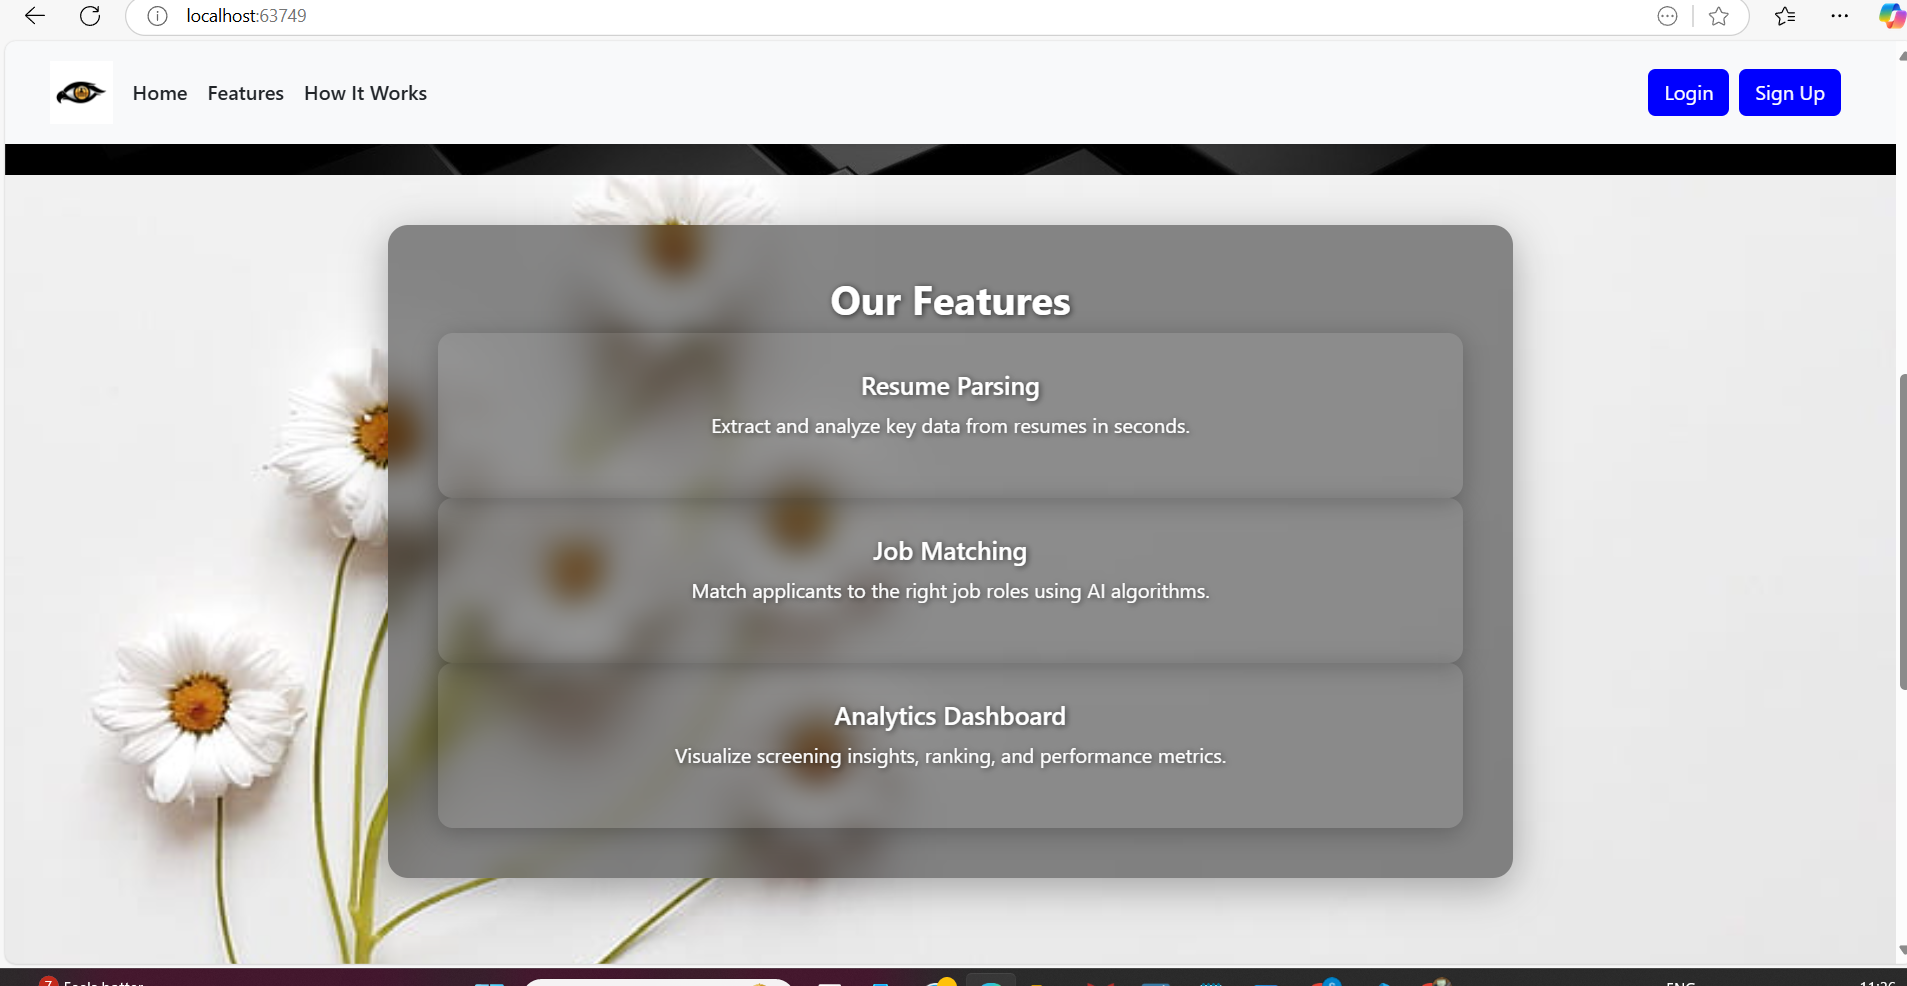 localhost:63749
Home Features How It Works Login Sign Up
Our Features
Resume Parsing
Extract and analyze key data from resumes in seconds.
Job Matching
Match applicants to the right job roles using AI algorithms.
Analytics Dashboard
Visualize screening insights, ranking, and performance metrics.